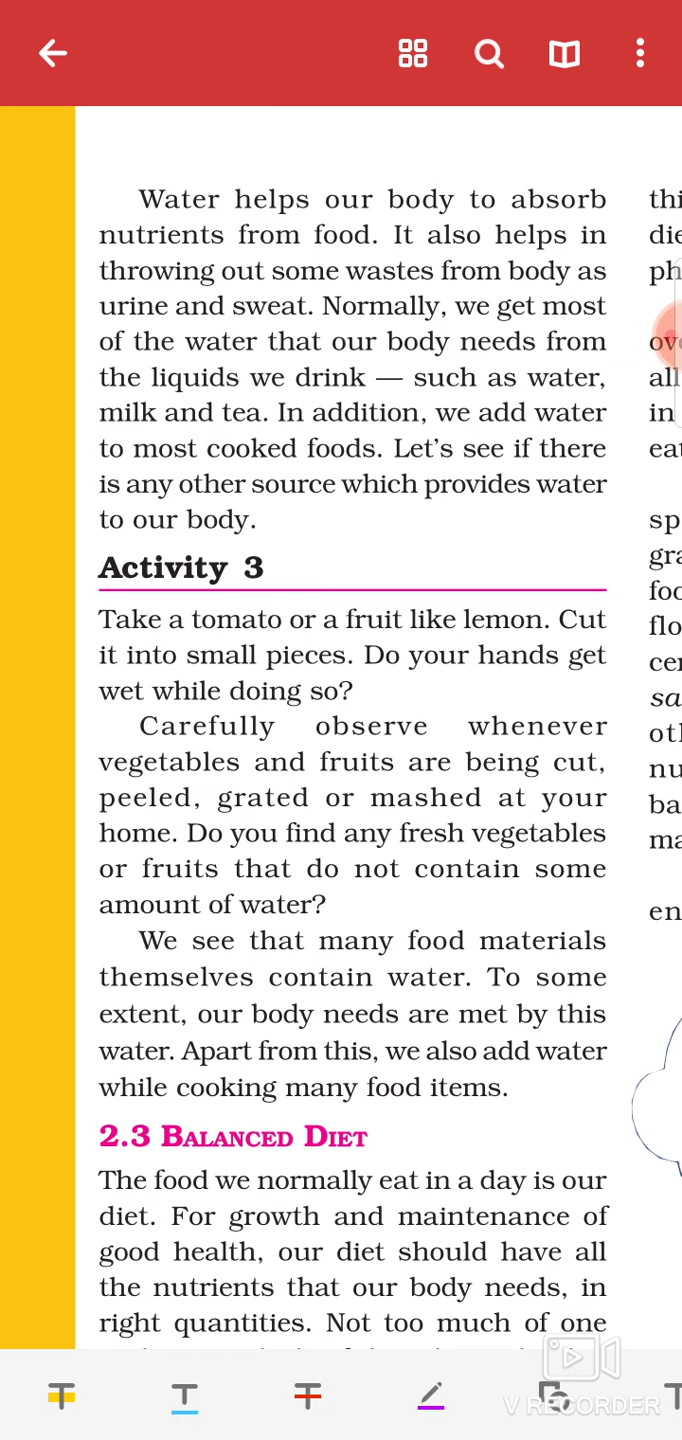 Water helps our body to absorb
nutrients from food. It also helps in
throwing out some wastes from body as
urine and sweat. Normally, we get most
of the water that our body needs from
the liquids we drink — such as water,
milk and tea. In addition, we add water
to most cooked foods. Let's see if there
is any other source which provides water
to our body.
Activity 3
Take a tomato or a fruit like lemon. Cut
it into small pieces. Do your hands get
wet while doing so?
Carefully observe whenever
vegetables and fruits are being cut,
peeled, grated or mashed at your
home. Do you find any fresh vegetables
or fruits that do not contain some
amount of water?
We see that many food materials
themselves contain water. To some
extent, our body needs are met by this
water. Apart from this, we also add water
while cooking many food items.
2.3 BALANCED DIET
The food we normally eat in a day is our
diet. For growth and maintenance of
good health, our diet should have all
the nutrients that our body needs, in
right quantities. Not too much of one
all
in
V RECORDER